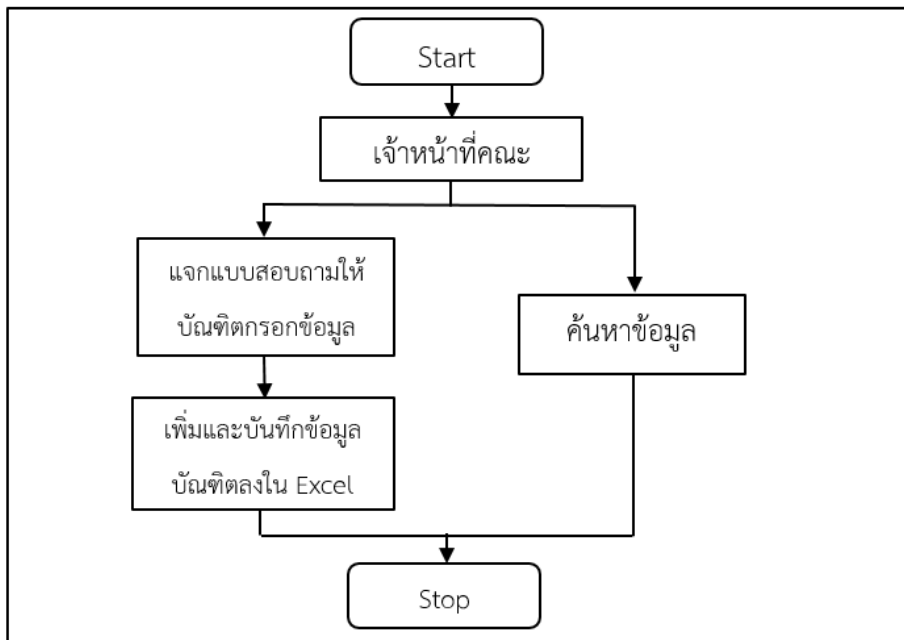 Start
เจ้าหน้าที่คณะ
แจกแบบสอบถามให้
บัณฑิตกรอกข้อมูล
ค้นหาข้อมูล
เพิ่มและบันทึกข้อมูล
บัณฑิตลงใน Excel
Stop